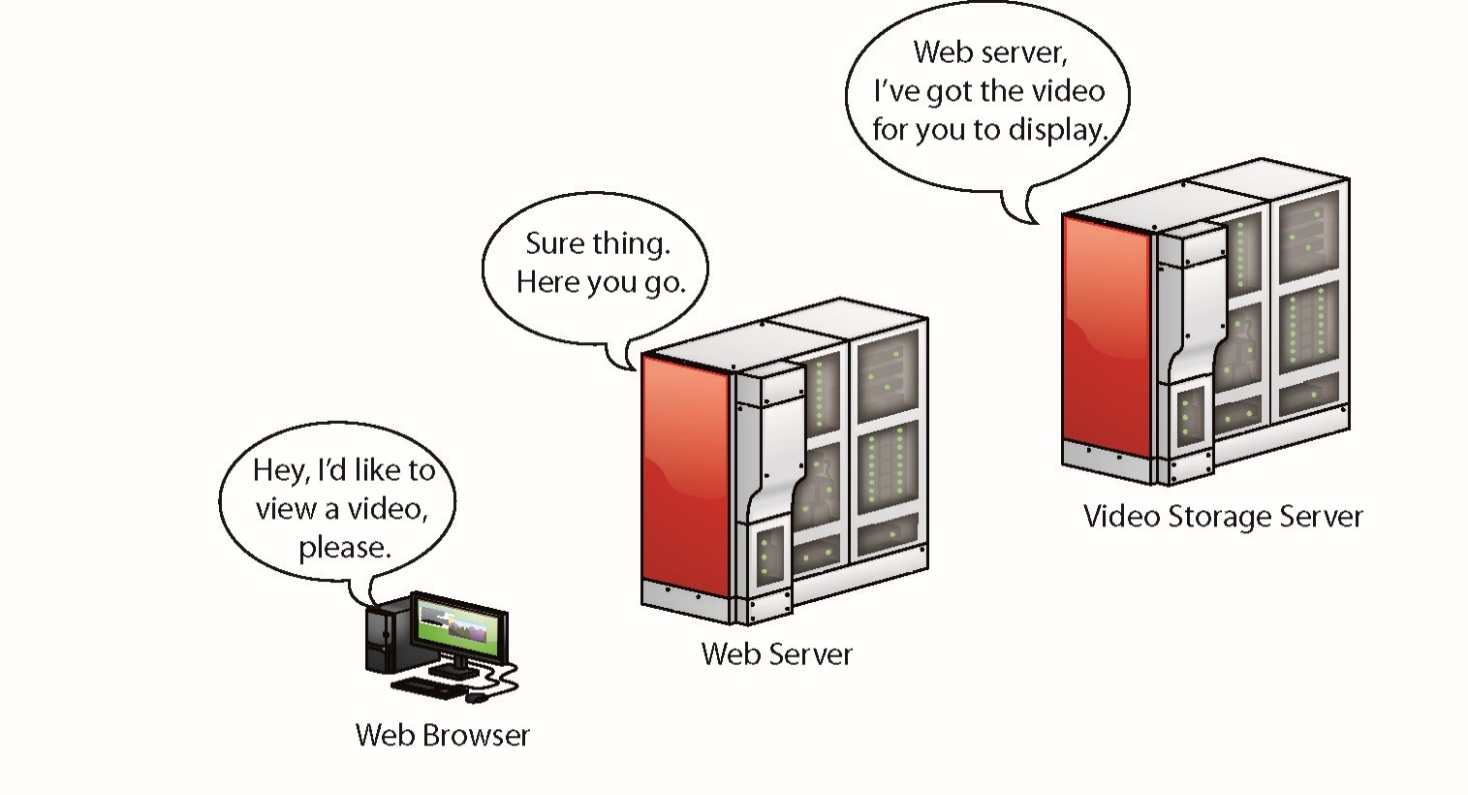 Web server,
I've got the video
for you to display.
Sure thing.
Here you go.
Hey, I'd like to
view a video,
please.
Video Storage Server
Web Server
Web Browser